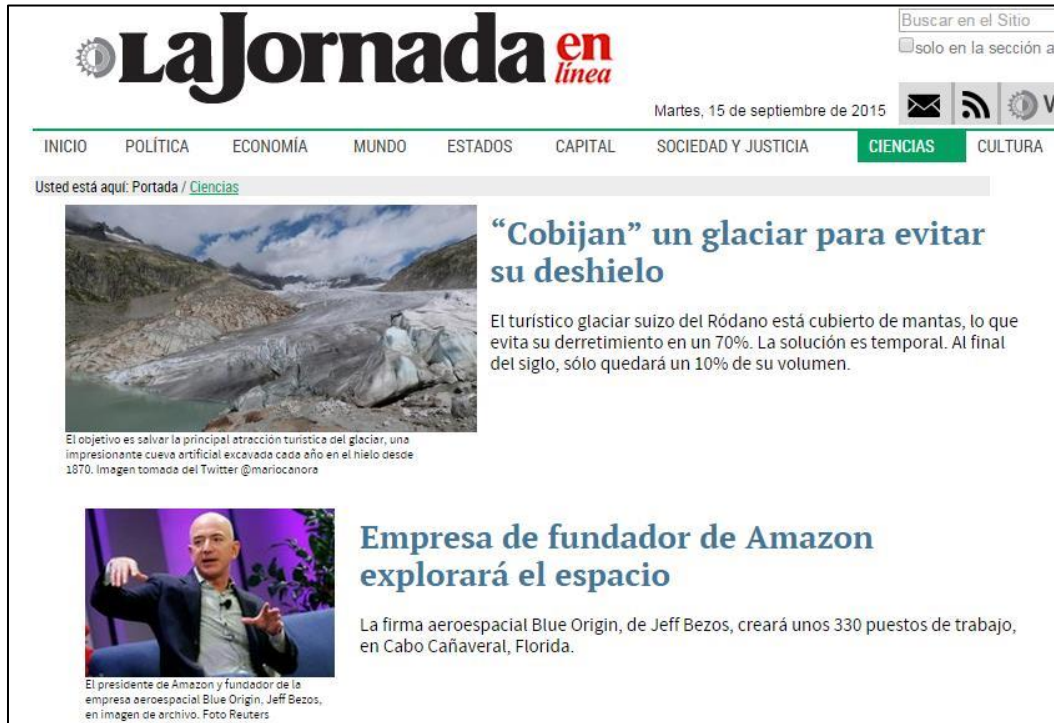 LaJornada en línea
Buscar en el Sitio
solo en la sección
Martes, 15 de septiembre de 2015
INICIO POLÍTICA ECONOMÍA MUNDO ESTADOS CAPITAL SOCIEDAD Y JUSTICIA CIENCIAS CULTURA
Usted está aquí: Portada / Ciencias
“Cobijan” un glaciar para evitar
su deshielo
El turístico glaciar suizo del Ródano está cubierto de mantas, lo que
evita su derretimiento en un 70%. La solución es temporal. Al final
del siglo, sólo quedará un 10% de su volumen.
El objetivo es salvar la principal atracción turística del glaciar, una
impresionante cueva artificial excavada cada año en el hielo desde
1870. Imagen tomada del Twitter @mariocanora
Empresa de fundador de Amazon
explorará el espacio
La firma aeroespacial Blue Origin, de Jeff Bezos, creará unos 330 puestos de trabajo,
en Cabo Cañaveral, Florida.
El presidente de Amazon y fundador de la
empresa aeroespacial Blue Origin, Jeff Bezos,
en imagen de archivo. Foto Reuters